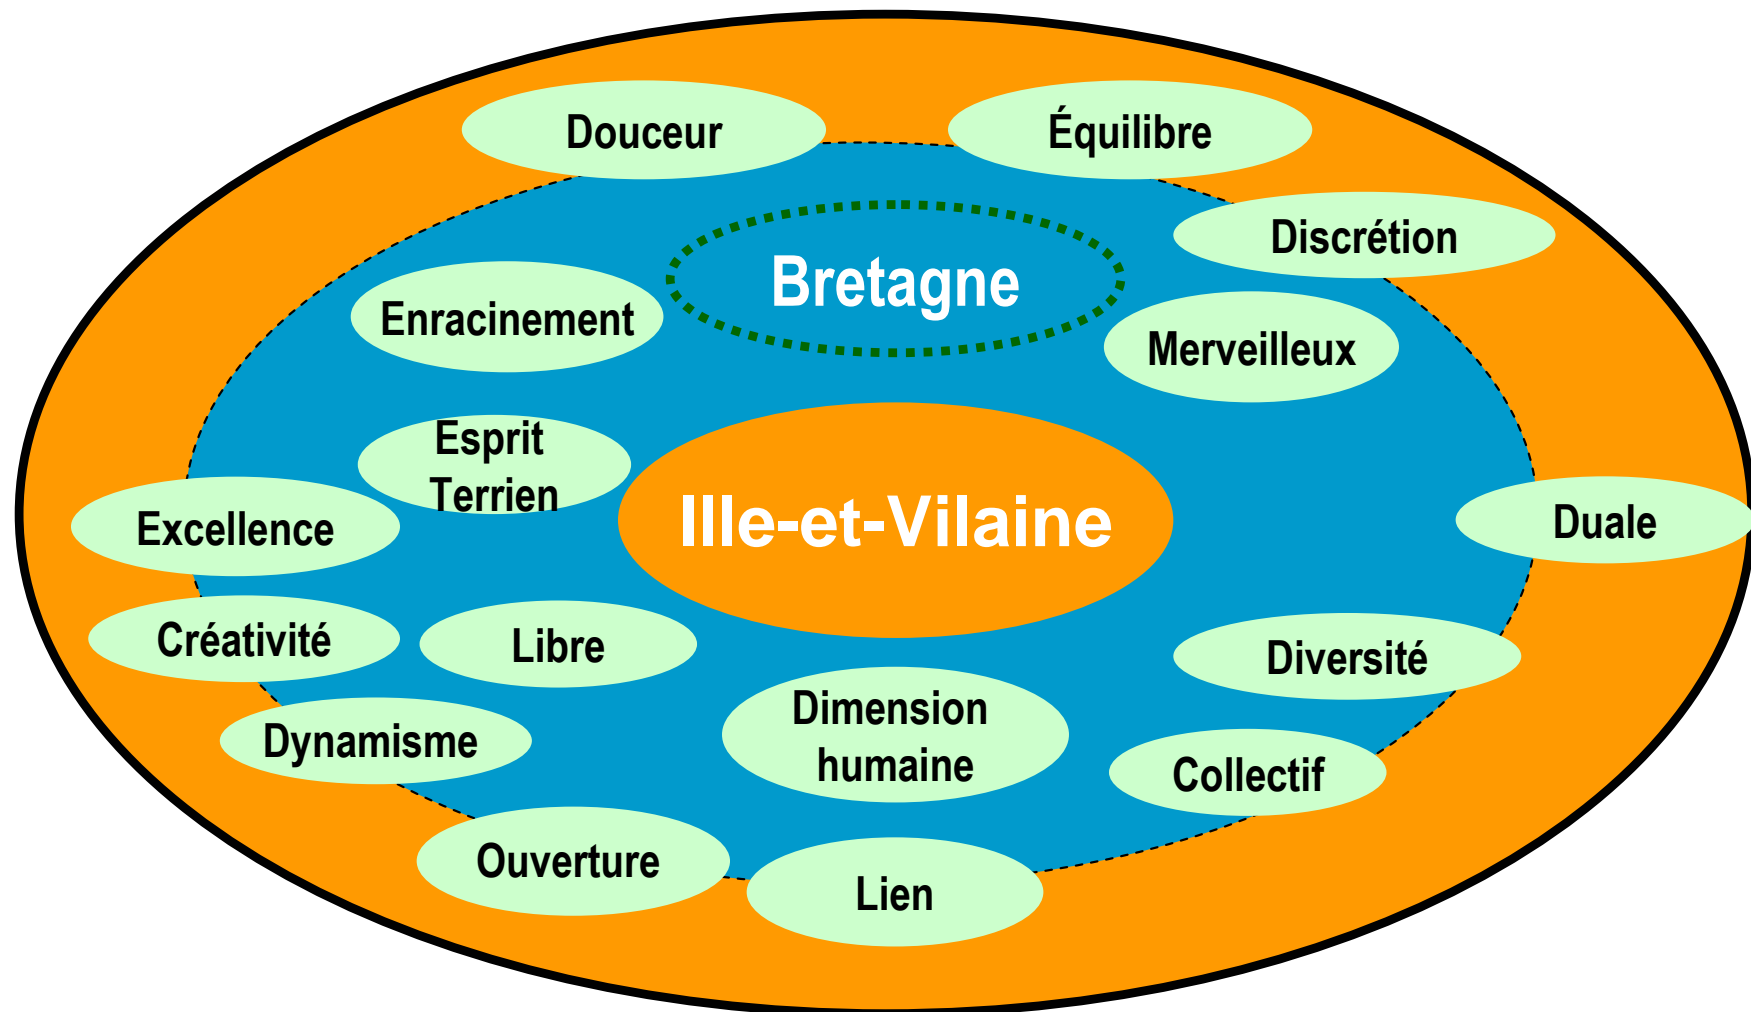 Douceur
Équilibre
Discrétion
Bretagne
Enracinement
Merveilleux
Esprit
Terrien
Excellence
Ille-et-Vilaine
Duale
Créativité
Libre
Diversité
Dimension
humaine
Dynamisme
Collectif
Ouverture
Lien